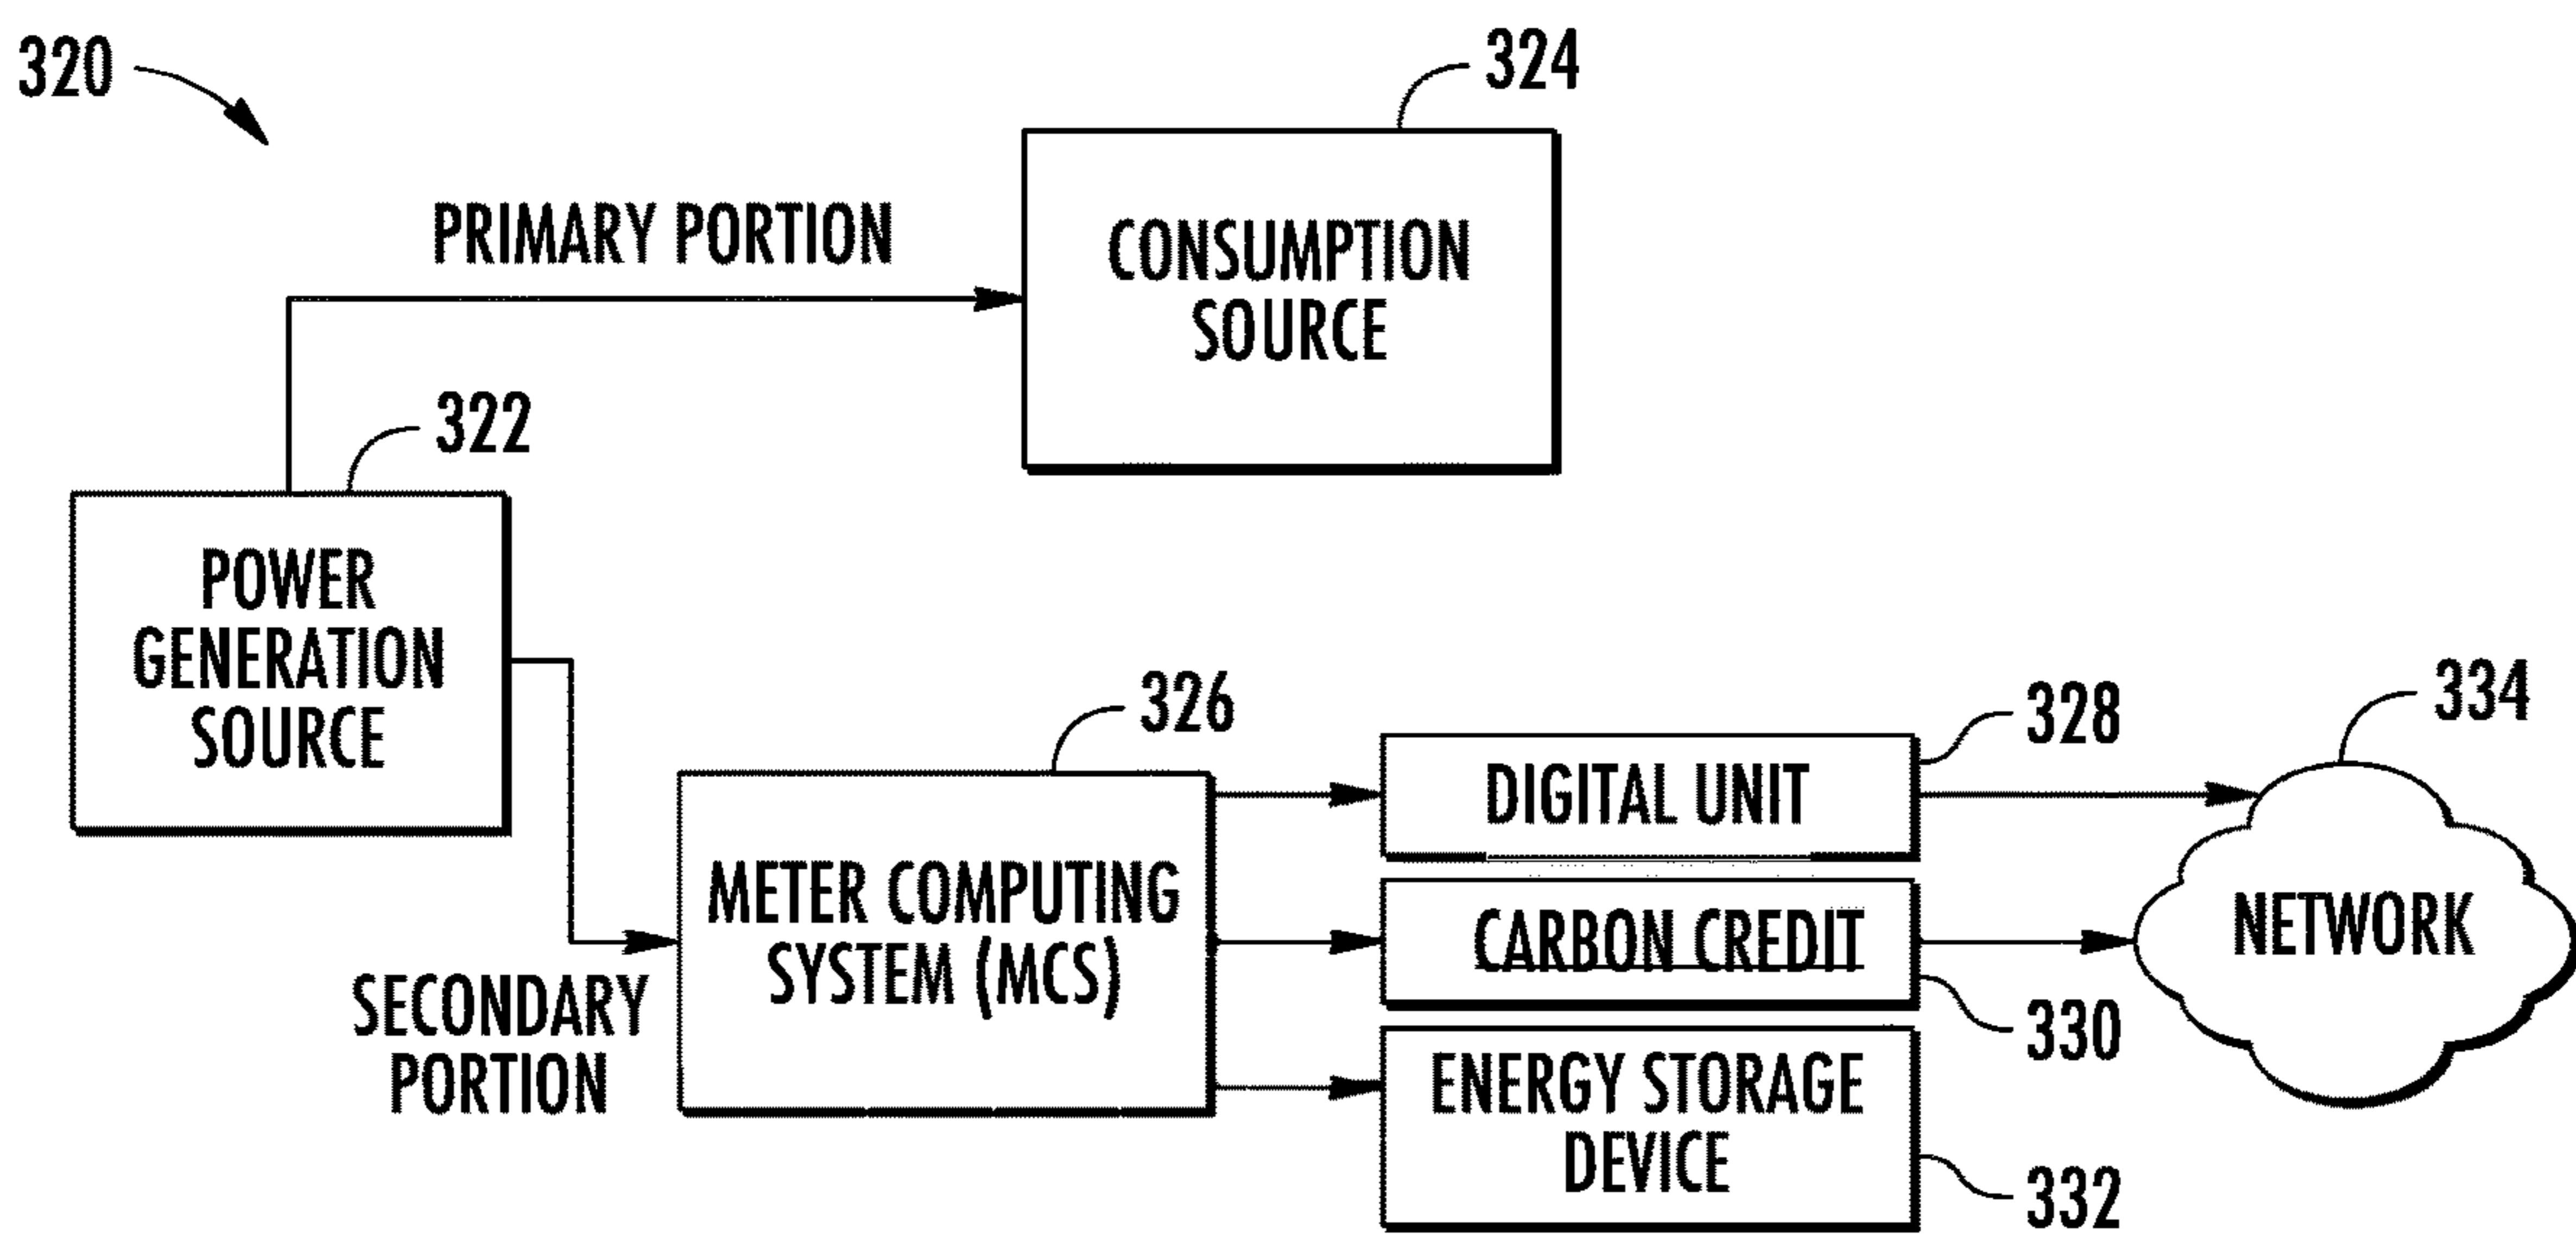 320
324
PRIMARY PORTION
CONSUMPTION
SOURCE
322
POWER
GENERATION
SOURCE
SECONDARY
PORTION
326
METER COMPUTING
SYSTEM (MCS)
328
DIGITAL UNIT
CARBON CREDIT
330
ENERGY STORAGE
DEVICE
332
334
NETWORK